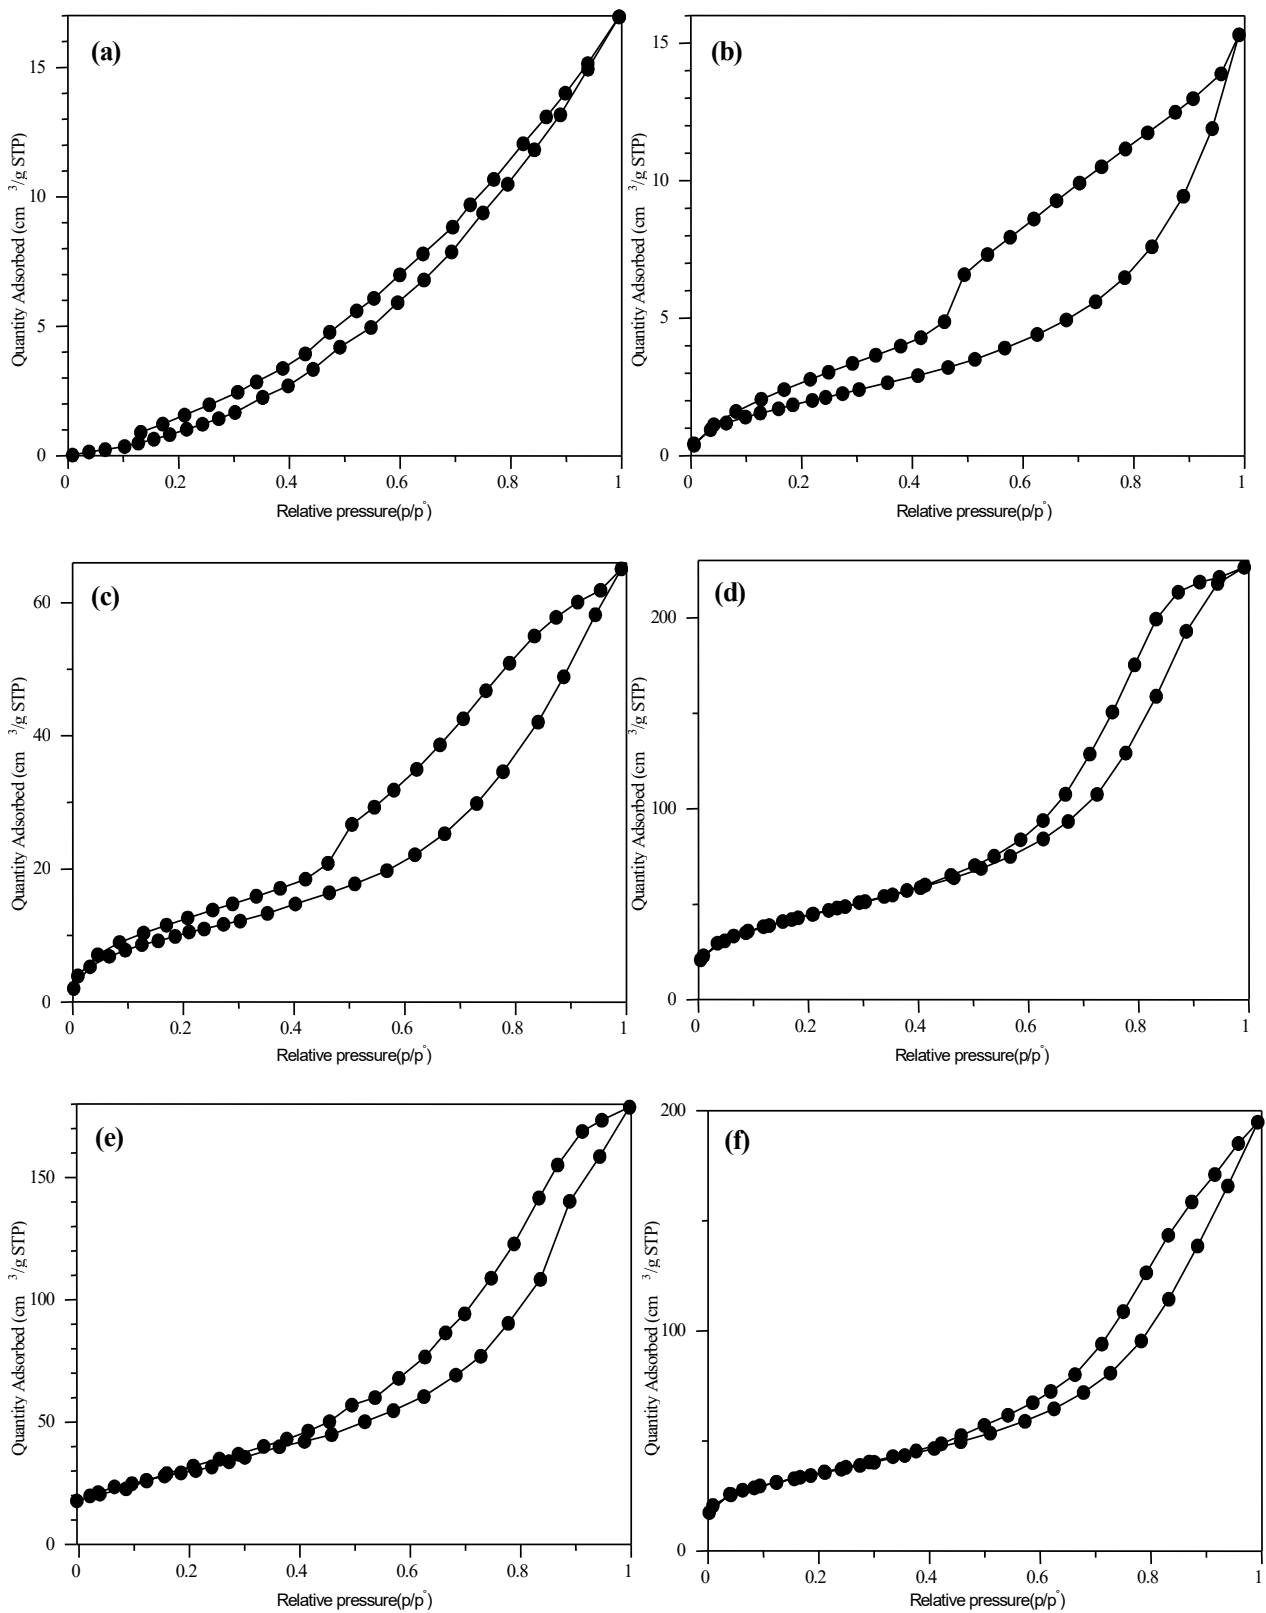 (a)
15
10
5
0
Quantity Adsorbed (cm 3/g STP)
0 0.2 0.4 0.6 0.8 1
Relative pressure(p/p°)
(b)
15
10
5
0
Quantity Adsorbed (cm 3/g STP)
0 0.2 0.4 0.6 0.8 1
Relative pressure(p/p°)
(c)
60
40
20
0
Quantity Adsorbed (cm 3/g STP)
0 0.2 0.4 0.6 0.8 1
Relative pressure(p/p°)
(d)
200
100
0
Quantity Adsorbed (cm 3/g STP)
0 0.2 0.4 0.6 0.8 1
Relative pressure(p/p°)
(e)
150
100
50
0
Quantity Adsorbed (cm 3/g STP)
0 0.2 0.4 0.6 0.8 1
Relative pressure(p/p°)
(f)
200
100
0
Quantity Adsorbed (cm 3/g STP)
0 0.2 0.4 0.6 0.8 1
Relative pressure(p/p°)